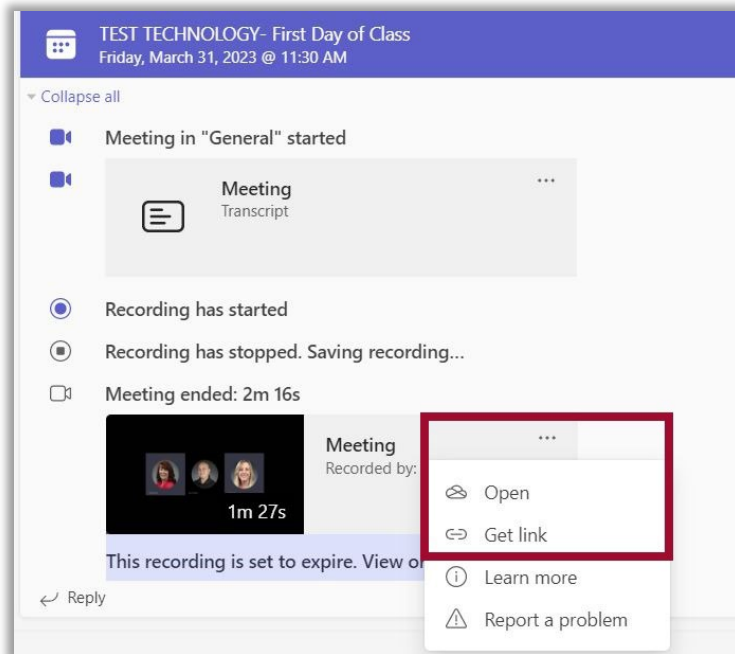 TEST TECHNOLOGY- First Day of Class
Friday, March 31, 2023 @ 11:30 AM
Collapse all
Meeting in "General" started
Meeting
Transcript
Recording has started
Recording has stopped. Saving recording...
Meeting ended: 2m 16s
Meeting
Recorded by:
1m 27s
Open
Get link
This recording is set to expire. View
Learn more
Reply
Report a problem